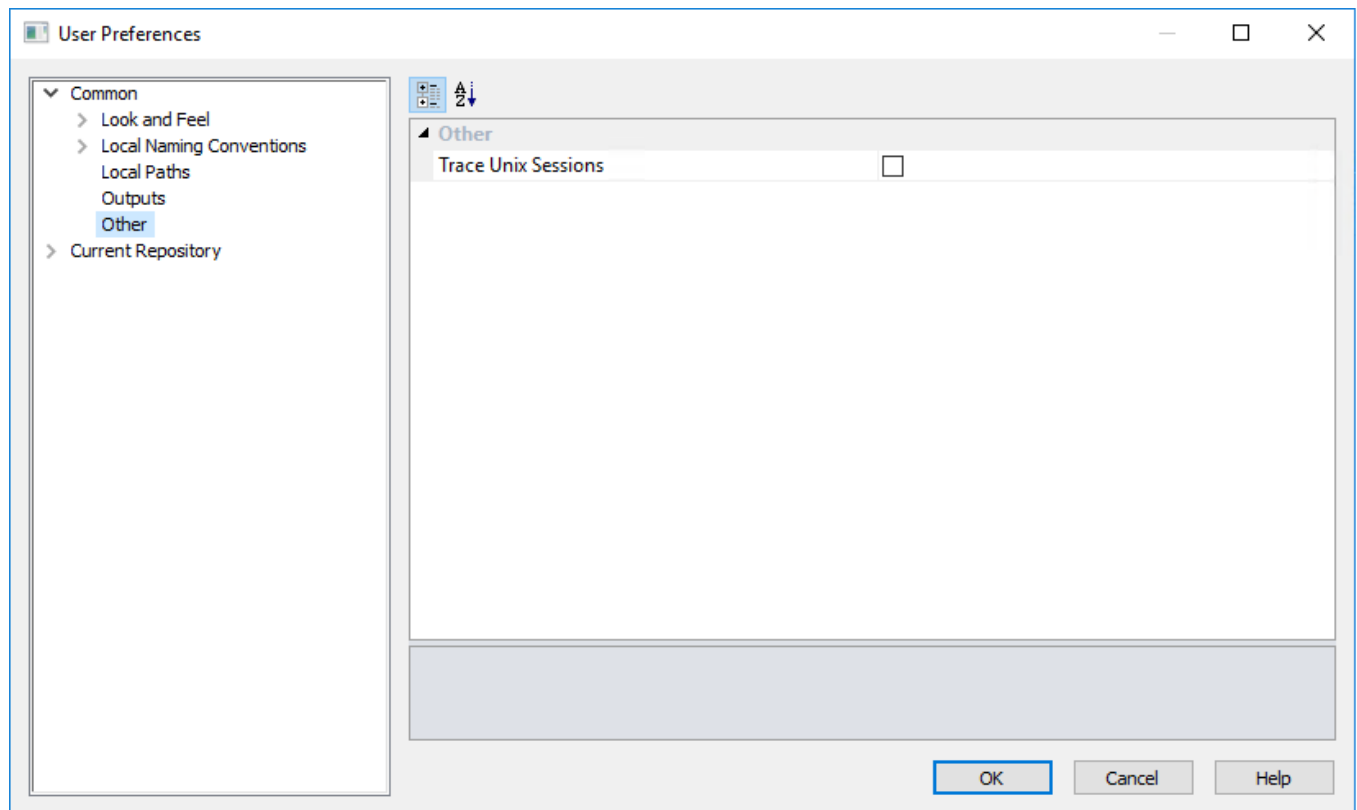 User Preferences
Common
Look and Feel
Local Naming Conventions
Local Paths
Outputs
Other
Current Repository
A
Z
Other
Trace Unix Sessions
OK
Cancel
Help